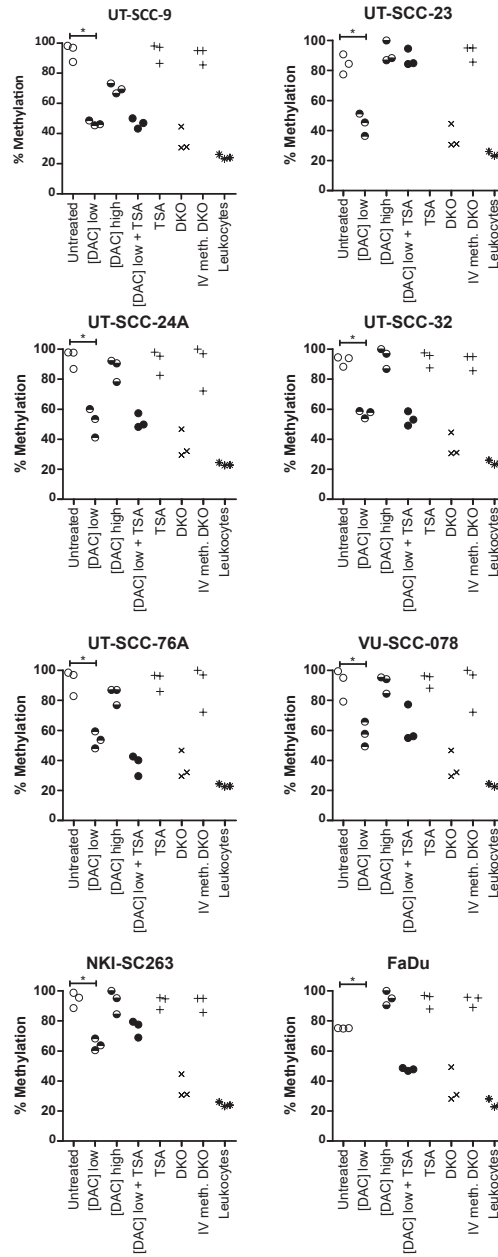 UT-SCC-9
*
% Methylation
100
80
60
40
20
0
Untreated
[DAC] low
[DAC] high
[DAC] low + TSA
TSA
DKO
IV meth. DKO
Leukocytes
UT-SCC-23
*
% Methylation
100
80
60
40
20
0
Untreated
[DAC] low
[DAC] high
[DAC] low + TSA
TSA
DKO
IV meth. DKO
Leukocytes
UT-SCC-24A
*
% Methylation
100
80
60
40
20
0
Untreated
[DAC] low
[DAC] high
[DAC] low + TSA
TSA
DKO
IV meth. DKO
Leukocytes
UT-SCC-32
*
% Methylation
100
80
60
40
20
0
Untreated
[DAC] low
[DAC] high
[DAC] low + TSA
TSA
DKO
IV meth. DKO
Leukocytes
UT-SCC-76A
*
% Methylation
100
80
60
40
20
0
Untreated
[DAC] low
[DAC] high
[DAC] low + TSA
TSA
DKO
IV meth. DKO
Leukocytes
VU-SCC-078
*
% Methylation
100
80
60
40
20
0
Untreated
[DAC] low
[DAC] high
[DAC] low + TSA
TSA
DKO
IV meth. DKO
Leukocytes
NKI-SC263
*
% Methylation
100
80
60
40
20
0
Untreated
[DAC] low
[DAC] high
[DAC] low + TSA
TSA
DKO
IV meth. DKO
Leukocytes
FaDu
*
% Methylation
100
80
60
40
20
0
Untreated
[DAC] low
[DAC] high
[DAC] low + TSA
TSA
DKO
IV meth. DKO
Leukocytes